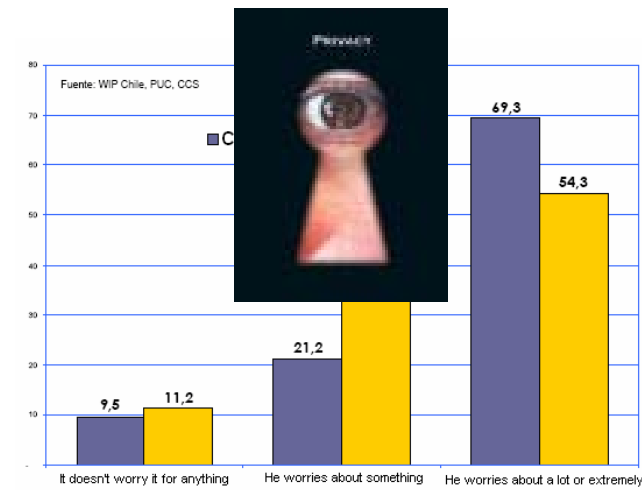 PRIVACY
80
Fuente: WIP Chile, PUC, CCS
70
69,3
C
60
54,3
50
40
30
21,2
20
9,5
11,2
10
-
It doesn't worry it for anything
He worries about something
He worries about a lot or extremely